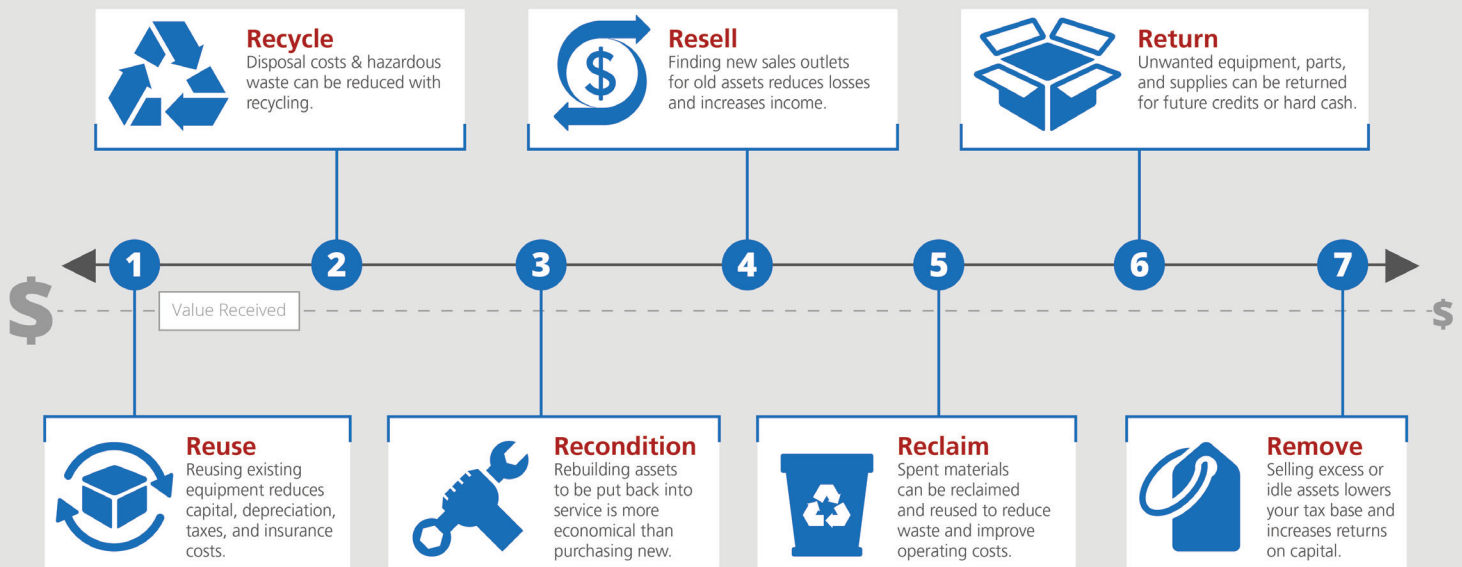 Recycle
Disposal costs & hazardous
waste can be reduced with
recycling.
Resell
Finding new sales outlets
for old assets reduces losses
and increases income.
Return
Unwanted equipment, parts,
and supplies can be returned
for future credits or hard cash.
$
1
2
3
4
5
6
7
$
Value Received
$
Reuse
Reusing existing
equipment reduces
capital, depreciation,
taxes, and insurance
costs.
Recondition
Rebuilding assets
to be put back into
service is more
economical than
purchasing new.
Reclaim
Spent materials
can be reclaimed
and reused to reduce
waste and improve
operating costs.
Remove
Selling excess or
idle assets lowers
your tax base and
increases returns
on capital.